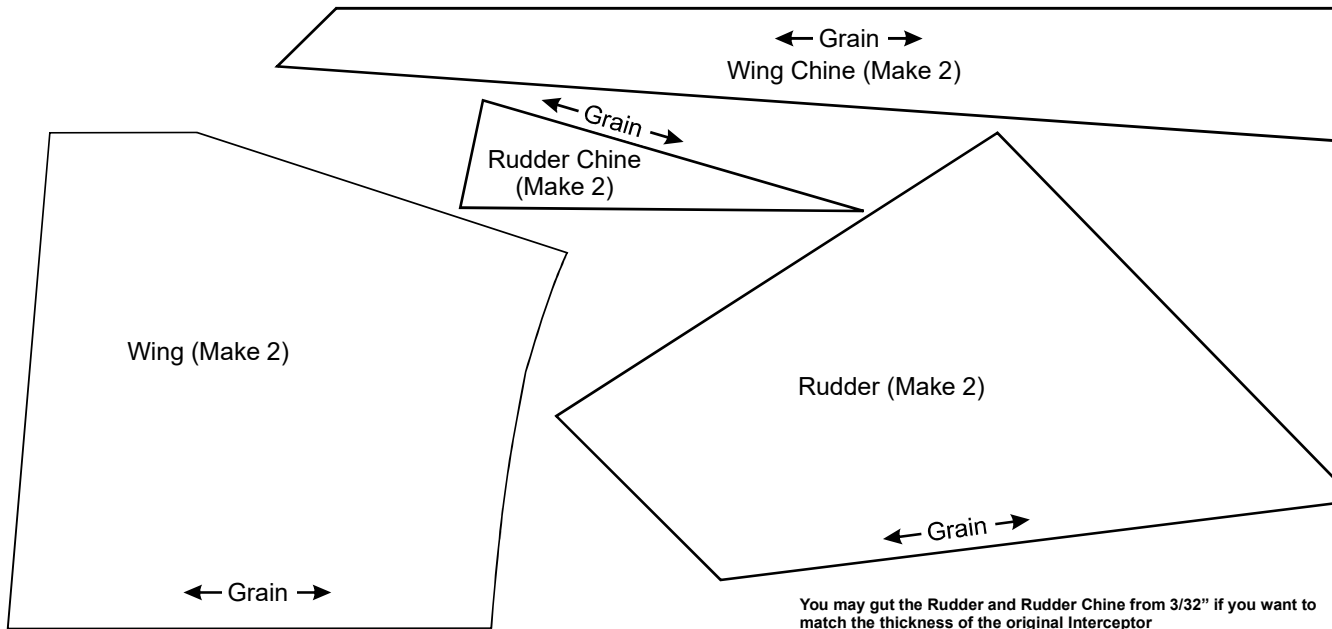 Grain
Wing Chine (Make 2)
Grain
Rudder Chine
(Make 2)
Wing (Make 2)
Rudder (Make 2)
Grain
Grain
You may gut the Rudder and Rudder Chine from 3/32” if you want to
match the thickness of the original Interceptor